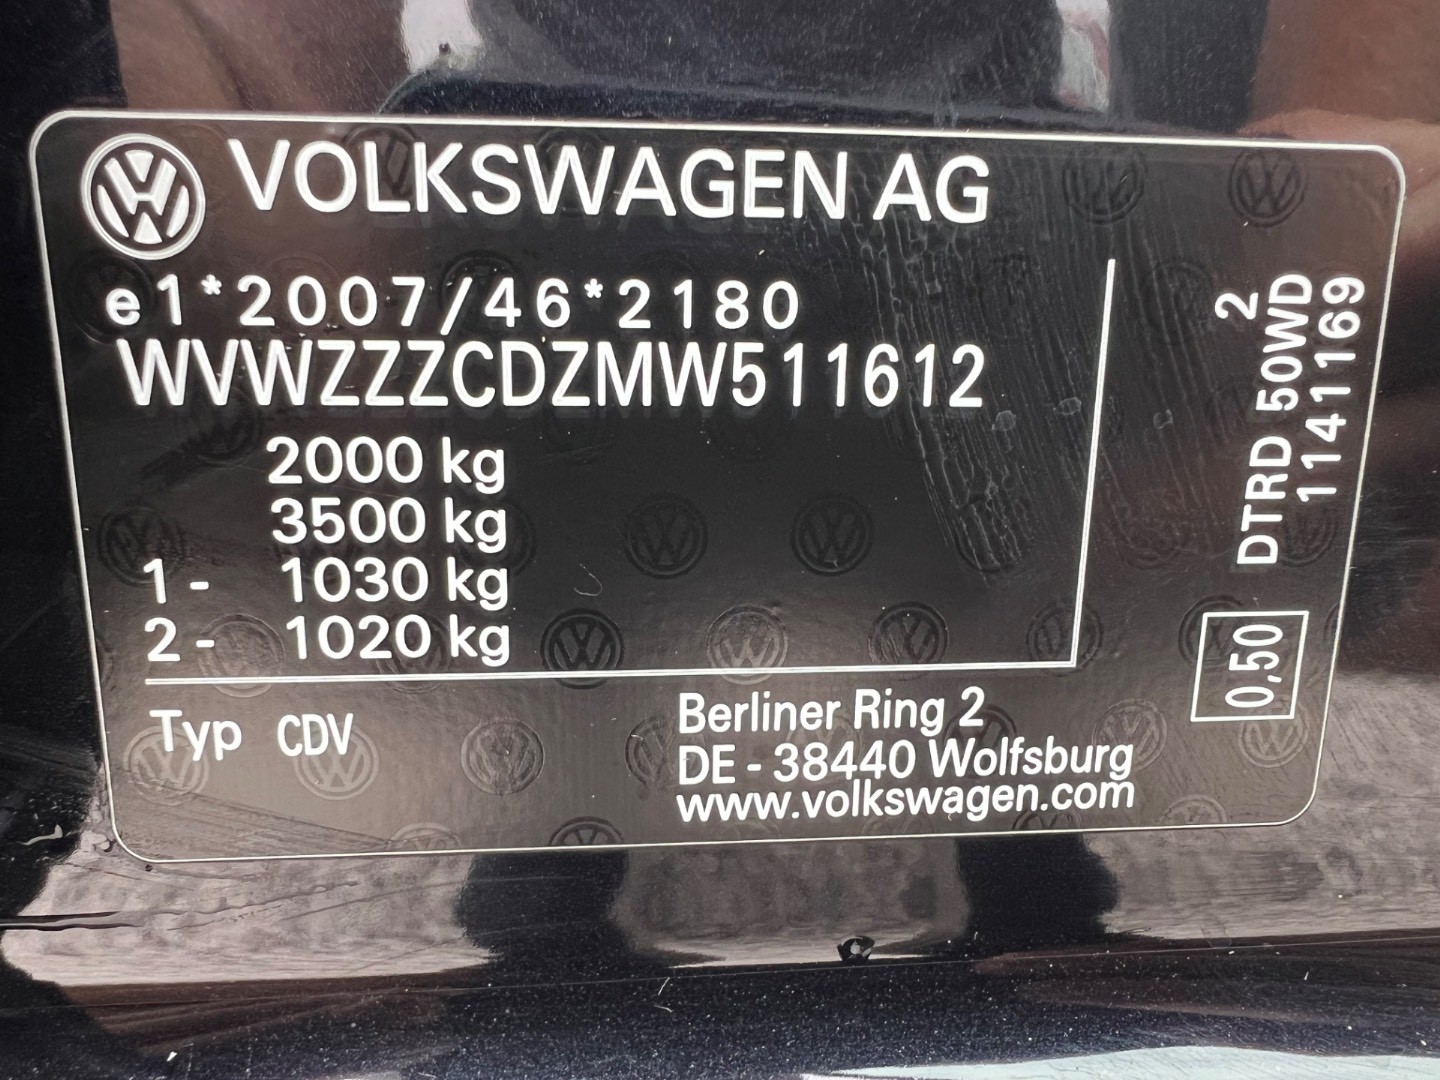 VOLKSWAGEN AG
e1*2007/46*2180
WVWZZZCDZMW511612
2000 kg
3500 kg
1- 1030 kg
2- 1020 kg
Typ CDV
Berliner Ring 2
DE - 38440 Wolfsburg
www.volkswagen.com
2
DTRD 50WD
1141169
0,50